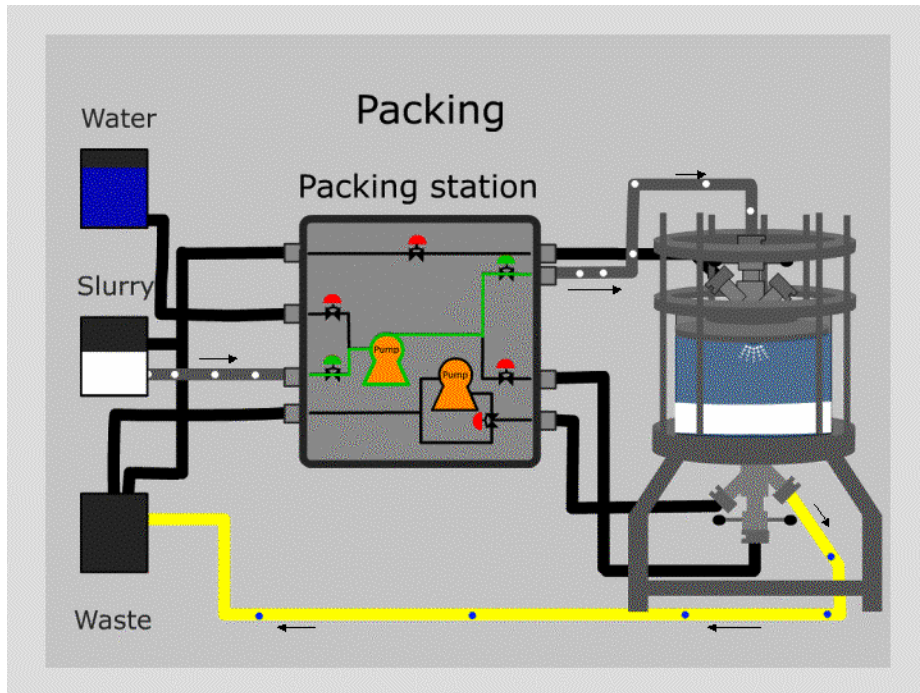 Packing
Water
Packing station
Slurry
Pump
Pump
Waste